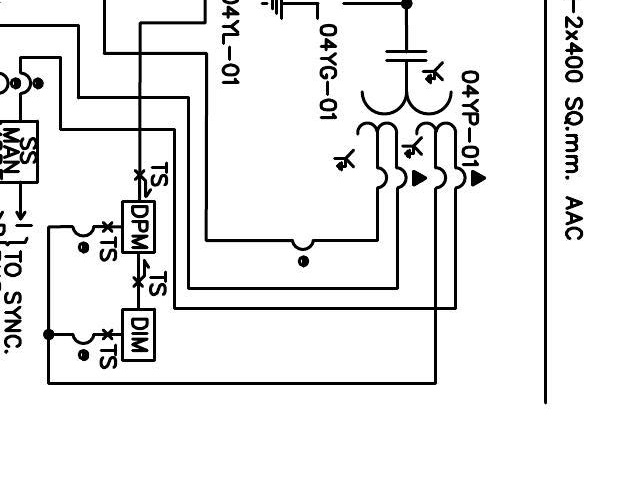 -2x400 SQ.mm. AAC
04YP-01
04YG-01
04YL-01
TS
DPM
TS
TS
DIM
TS
SS
MAN
TO SYNC.